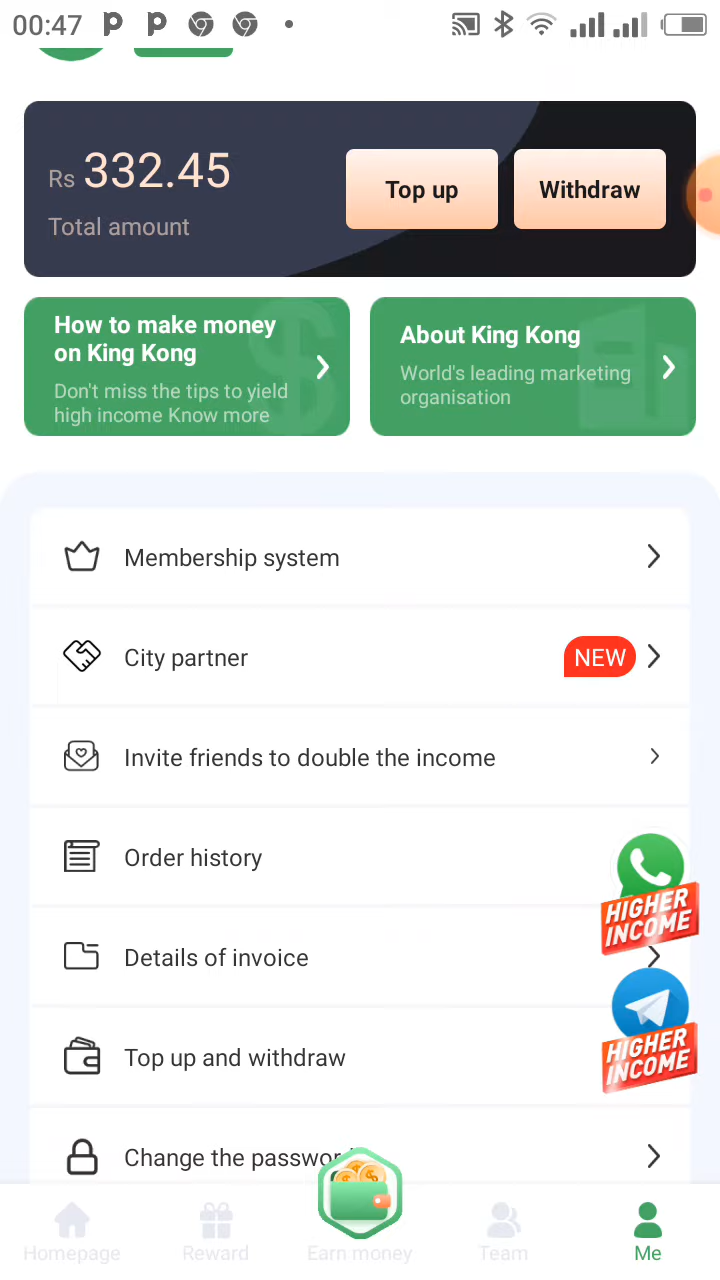 00:47
Rs 332.45
Total amount
Top up
Withdraw
How to make money
on King Kong
Don't miss the tips to yield
high income Know more
About King Kong
World's leading marketing
organisation
Membership system
City partner
NEW
Invite friends to double the income
Order history
HIGHER
INCOME
Details of invoice
Top up and withdraw
HIGHER
INCOME
Change the passwor
Homepage
Reward
Earn money
Team
Me